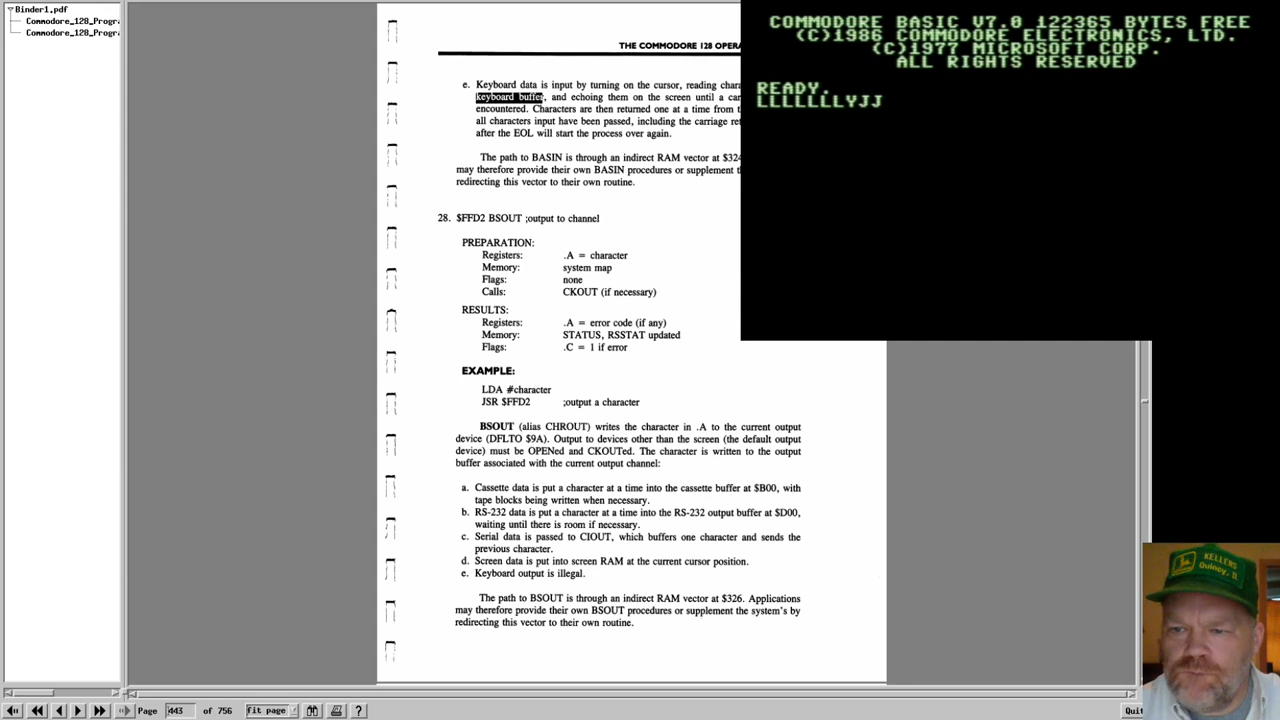 Binder1.pdf
Commodore_128_Progra
Commodore_128_Progra
THE COMMODORE 128 OPERA
e. Keyboard data is input by turning on the cursor, reading chara
keyboard buffer, and echoing them on the screen until a car
encountered. Characters are then returned one at a time from t
all characters input have been passed, including the carriage ret
after the EOL will start the process over again.
The path to BASIN is through an indirect RAM vector at $324
may therefore provide their own BASIN procedures or supplement t
redirecting this vector to their own routine.
28. $FFD2 BSOUT ;output to channel
PREPARATION:
Registers: .A = character
Memory: system map
Flags: none
Calls: CKOUT (if necessary)
RESULTS:
Registers: .A = error code (if any)
Memory: STATUS, RSSTAT updated
Flags: .C = 1 if error
EXAMPLE:
LDA #character
JSR $FFD2 ;output a character
BSOUT (alias CHROUT) writes the character in .A to the current output
device (DFLTO $9A). Output to devices other than the screen (the default output
device) must be OPENed and CKOUTed. The character is written to the output
buffer associated with the current output channel:
a. Cassette data is put a character at a time into the cassette buffer at $B00, with
tape blocks being written when necessary.
b. RS-232 data is put a character at a time into the RS-232 output buffer at $D00,
waiting until there is room if necessary.
c. Serial data is passed to CIOUT, which buffers one character and sends the
previous character.
d. Screen data is put into screen RAM at the current cursor position.
e. Keyboard output is illegal.
The path to BSOUT is through an indirect RAM vector at $326. Applications
may therefore provide their own BSOUT procedures or supplement the system's by
redirecting this vector to their own routine.
COMMODORE BASIC V7.0 122365 BYTES FREE
(C)1986 COMMODORE ELECTRONICS, LTD.
(C)1977 MICROSOFT CORP.
ALL RIGHTS RESERVED
READY.
LLLLLLLYJJ
KELLENS
Quincy, IL
Page 443 of 756 fit page ? Quit